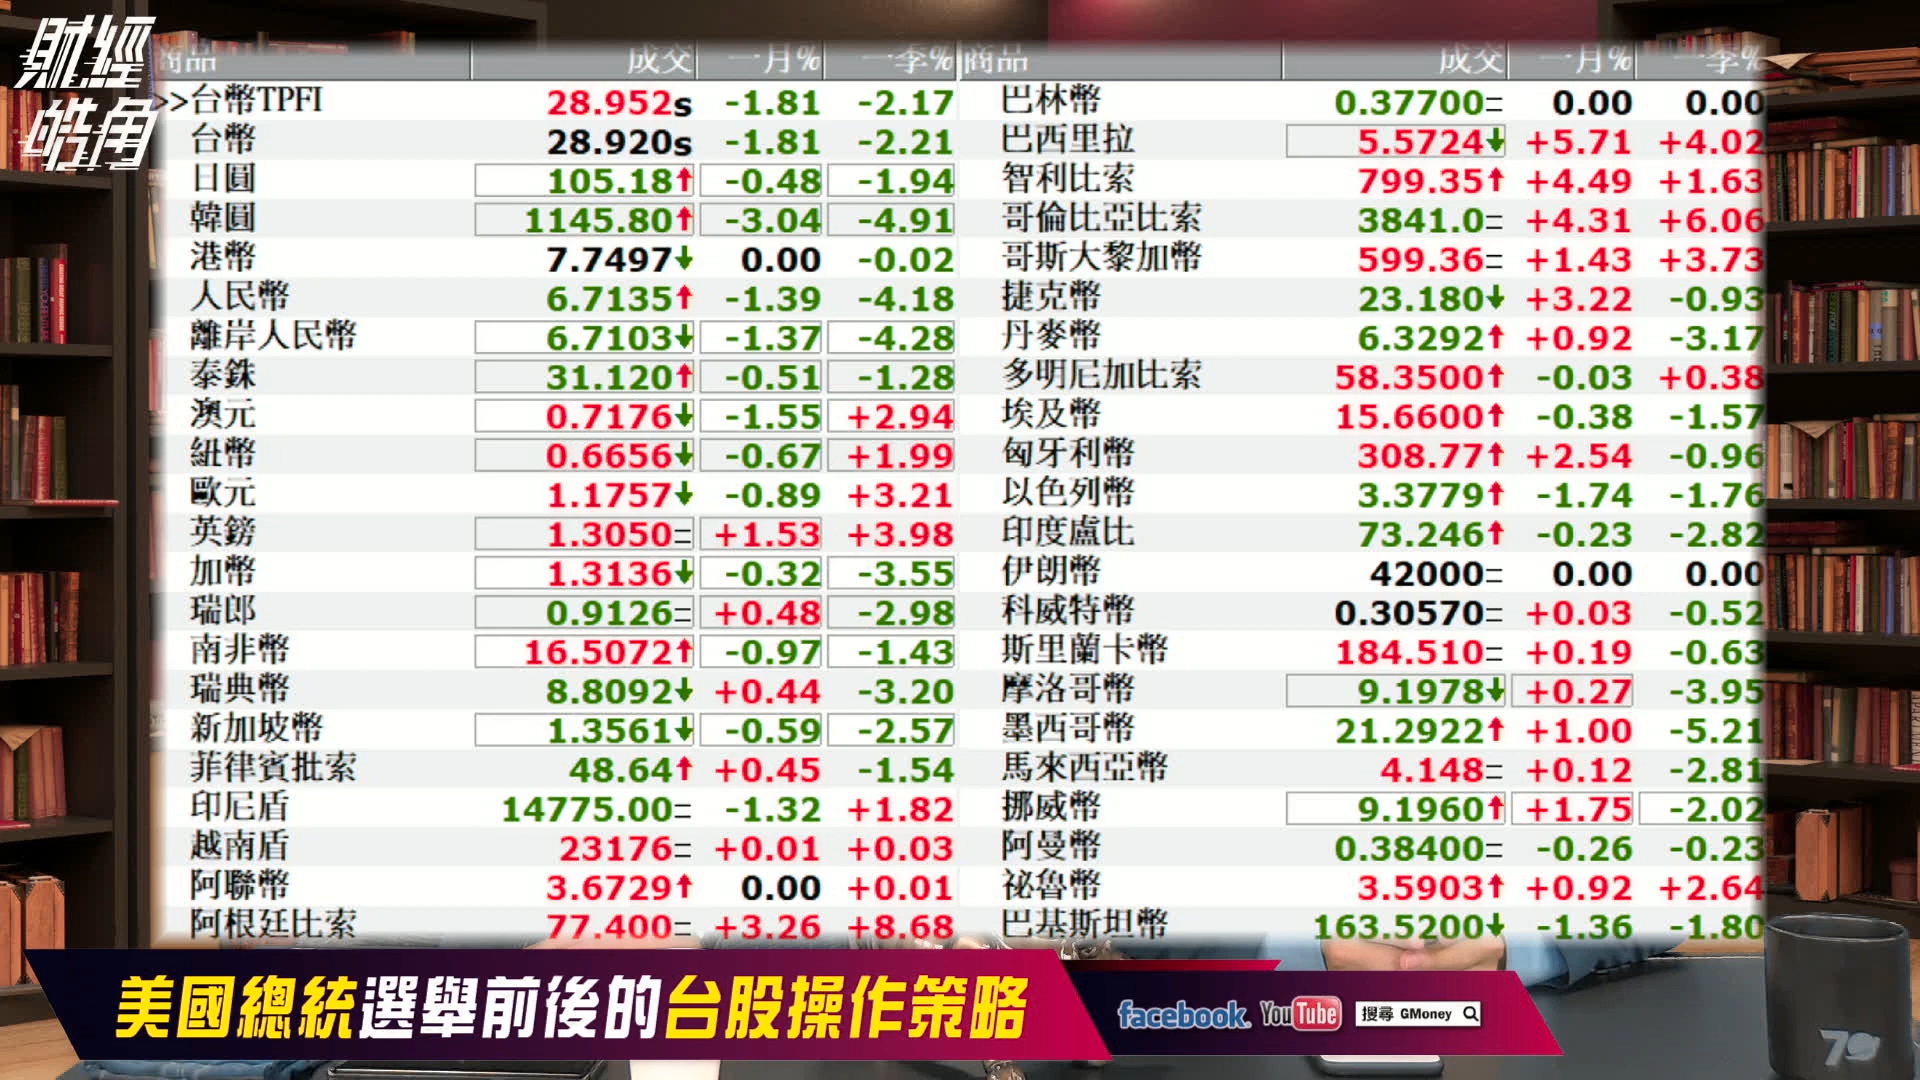 財經
皓角
商品 成交 一月% 一季% 商品 成交 一月% 一季%
>>台幣TPFI 28.952s -1.81 -2.17 巴林幣 0.37700= 0.00 0.00
台幣 28.920s -1.81 -2.21 巴西里拉 5.5724↓ +5.71 +4.02
日圓 105.18↑ -0.48 -1.94 智利比索 799.35↑ +4.49 +1.63
韓圓 1145.80↑ -3.04 -4.91 哥倫比亞比索 3841.0= +4.31 +6.06
港幣 7.7497↓ 0.00 -0.02 哥斯大黎加幣 599.36= +1.43 +3.73
人民幣 6.7135↑ -1.39 -4.18 捷克幣 23.180↓ +3.22 -0.93
離岸人民幣 6.7103↓ -1.37 -4.28 丹麥幣 6.3292↑ +0.92 -3.17
泰銖 31.120↑ -0.51 -1.28 多明尼加比索 58.3500↑ -0.03 +0.38
澳元 0.7176↓ -1.55 +2.94 埃及幣 15.6600↑ -0.38 -1.57
紐幣 0.6656↓ -0.67 +1.99 匈牙利幣 308.77↑ +2.54 -0.96
歐元 1.1757↓ -0.89 +3.21 以色列幣 3.3779↑ -1.74 -1.76
英鎊 1.3050= +1.53 +3.98 印度盧比 73.246↑ -0.23 -2.82
加幣 1.3136↓ -0.32 -3.55 伊朗幣 42000= 0.00 0.00
瑞郎 0.9126= +0.48 -2.98 科威特幣 0.30570= +0.03 -0.52
南非幣 16.5072↑ -0.97 -1.43 斯里蘭卡幣 184.510= +0.19 -0.63
瑞典幣 8.8092↓ +0.44 -3.20 摩洛哥幣 9.1978↓ +0.27 -3.95
新加坡幣 1.3561↓ -0.59 -2.57 墨西哥幣 21.2922↑ +1.00 -5.21
菲律賓批索 48.64↑ +0.45 -1.54 馬來西亞幣 4.148= +0.12 -2.81
印尼盾 14775.00= -1.32 +1.82 挪威幣 9.1960↑ +1.75 -2.02
越南盾 23176= +0.01 +0.03 阿曼幣 0.38400= -0.26 -0.23
阿聯幣 3.6729↑ 0.00 +0.01 祕魯幣 3.5903↑ +0.92 +2.64
阿根廷比索 77.400= +3.26 +8.68 巴基斯坦幣 163.5200↓ -1.36 -1.80
美國總統選舉前後的台股操作策略
facebook. YouTube 搜尋 GMoney